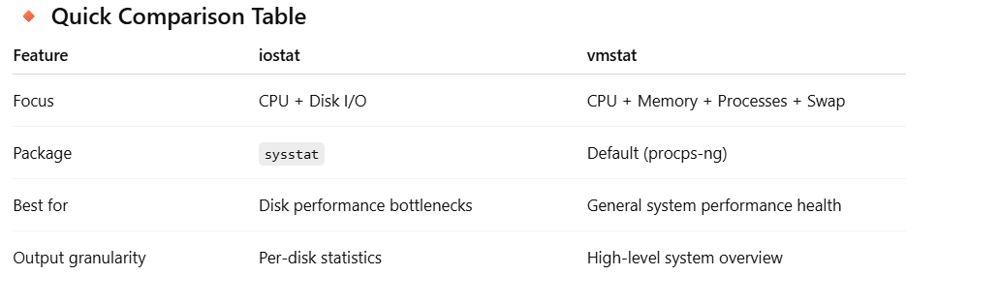 🔸 Quick Comparison Table
Feature iostat vmstat
Focus CPU + Disk I/O CPU + Memory + Processes + Swap
Package sysstat Default (procps-ng)
Best for Disk performance bottlenecks General system performance health
Output granularity Per-disk statistics High-level system overview